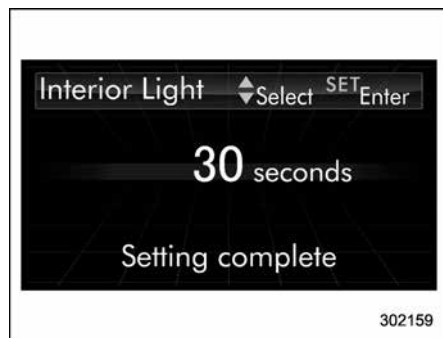 Interior Light Select SET Enter
30 seconds
Setting complete
302159